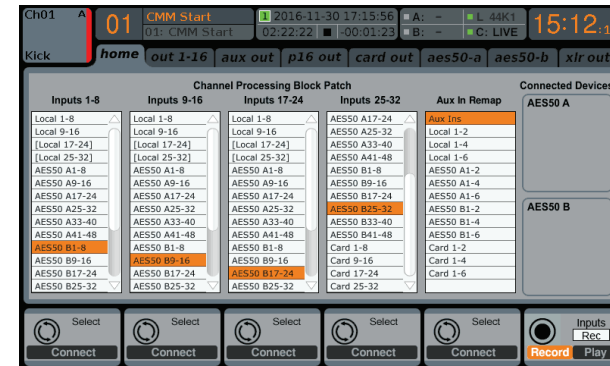 Ch01 A
Kick
01
CMM Start
01: CMM Start
1 2016-11-30 17:15:56
02:22:22 -00:01:23
A: -
B: -
L 44K1
C: LIVE
15:12:
home out 1-16 aux out p16 out card out aes50-a aes50-b xlr out
Channel Processing Block Patch
Inputs 1-8
Local 1-8
Local 9-16
[Local 17-24]
[Local 25-32]
AES50 A1-8
AES50 A9-16
AES50 A17-24
AES50 A25-32
AES50 A33-40
AES50 A41-48
AES50 B1-8
AES50 B9-16
AES50 B17-24
AES50 B25-32
Inputs 9-16
Local 1-8
Local 9-16
[Local 17-24]
[Local 25-32]
AES50 A1-8
AES50 A9-16
AES50 A17-24
AES50 A25-32
AES50 A33-40
AES50 A41-48
AES50 B1-8
AES50 B9-16
AES50 B17-24
AES50 B25-32
Inputs 17-24
Local 1-8
Local 9-16
[Local 17-24]
[Local 25-32]
AES50 A1-8
AES50 A9-16
AES50 A17-24
AES50 A25-32
AES50 A33-40
AES50 A41-48
AES50 B1-8
AES50 B9-16
AES50 B17-24
AES50 B25-32
Inputs 25-32
AES50 A17-24
AES50 A25-32
AES50 A33-40
AES50 A41-48
AES50 B1-8
AES50 B9-16
AES50 B17-24
AES50 B25-32
AES50 B33-40
AES50 B41-48
Card 1-8
Card 9-16
Card 17-24
Card 25-32
Aux In Remap
Aux Ins
Local 1-2
Local 1-4
Local 1-6
AES50 A1-2
AES50 A1-4
AES50 A1-6
AES50 B1-2
AES50 B1-4
AES50 B1-6
Card 1-2
Card 1-4
Card 1-6
Connected Devices
AES50 A
AES50 B
Select
Connect
Select
Connect
Select
Connect
Select
Connect
Select
Connect
Inputs
Rec
Record Play